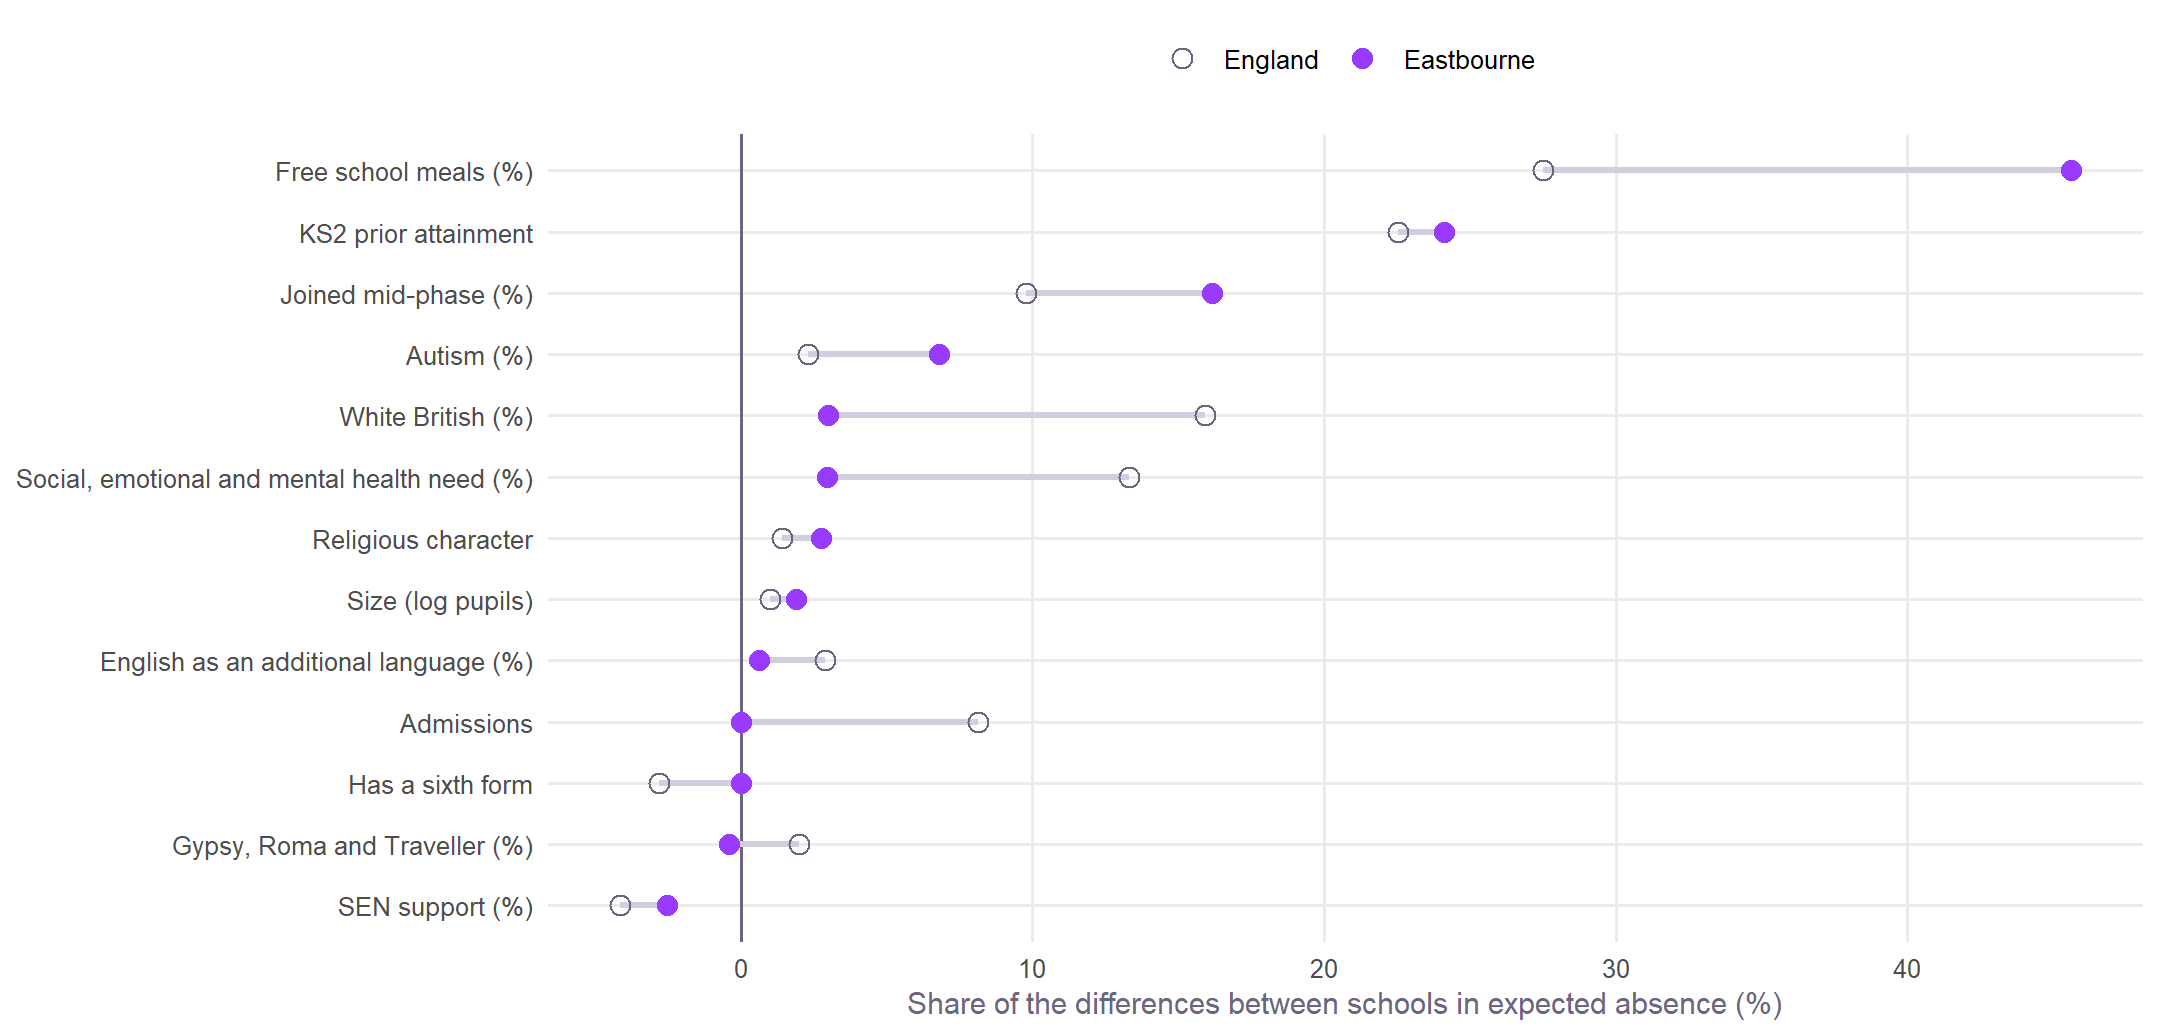 England Eastbourne
Free school meals (%)
KS2 prior attainment
Joined mid-phase (%)
Autism (%)
White British (%)
Social, emotional and mental health need (%)
Religious character
Size (log pupils)
English as an additional language (%)
Admissions
Has a sixth form
Gypsy, Roma and Traveller (%)
SEN support (%)
0 10 20 30 40
Share of the differences between schools in expected absence (%)